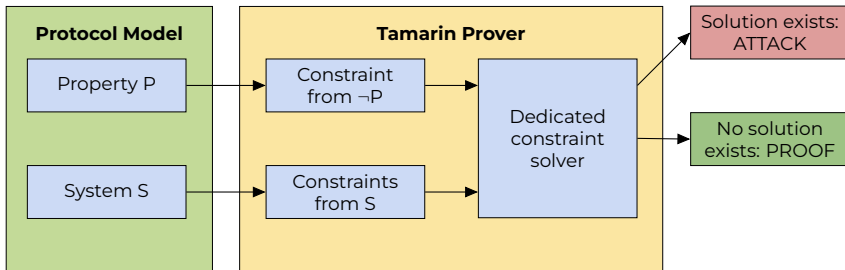 Protocol Model
Property P
System S
Tamarin Prover
Constraint
from ¬P
Constraints
from S
Dedicated
constraint
solver
Solution exists:
ATTACK
No solution
exists: PROOF